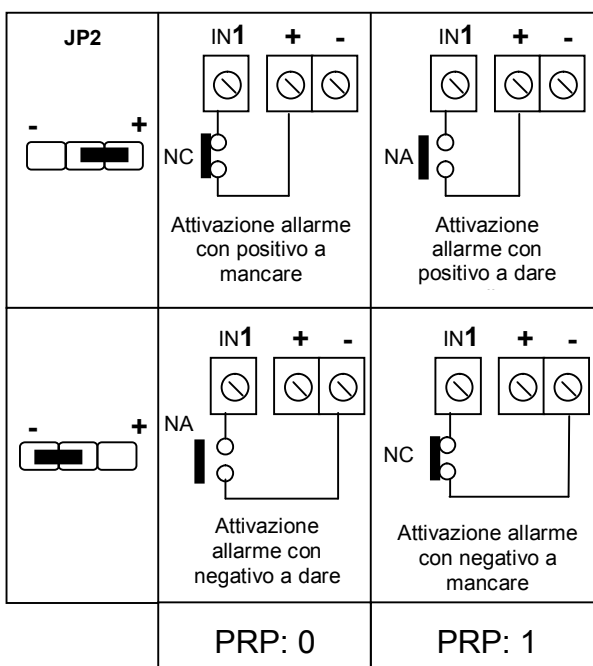 JP2
IN1 + -
IN1 + -
- +
NC
NA
Attivazione allarme
con positivo a
mancare
Attivazione
allarme con
positivo a dare
IN1 + -
IN1 + -
- +
NA
NC
Attivazione
allarme con
negativo a dare
Attivazione allarme
con negativo a
mancare
PRP: 0
PRP: 1